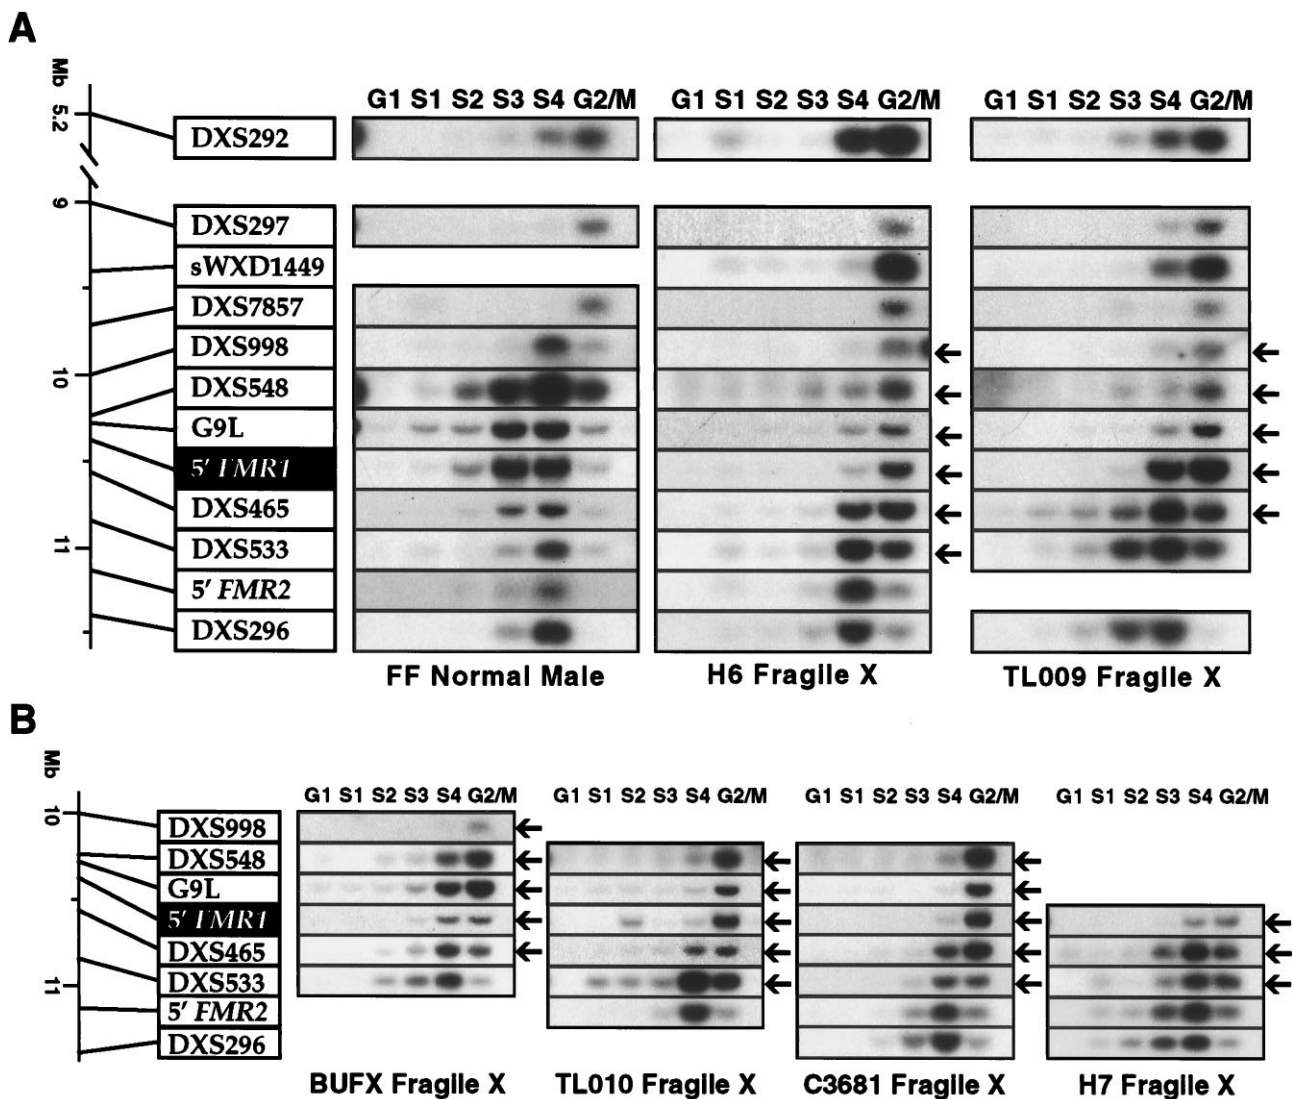 A
Mb
G1 S1 S2 S3 S4 G2/M
G1 S1 S2 S3 S4 G2/M
G1 S1 S2 S3 S4 G2/M
5.2
DXS292
9
DXS297
sWXD1449
DXS7857
DXS998
10
DXS548
G9L
5′ FMR1
DXS465
DXS533
11
5′ FMR2
DXS296
FF Normal Male
H6 Fragile X
TL009 Fragile X
B
Mb
G1 S1 S2 S3 S4 G2/M
G1 S1 S2 S3 S4 G2/M
G1 S1 S2 S3 S4 G2/M
G1 S1 S2 S3 S4 G2/M
10
DXS998
DXS548
G9L
5′ FMR1
DXS465
DXS533
11
5′ FMR2
DXS296
BUFX Fragile X
TL010 Fragile X
C3681 Fragile X
H7 Fragile X